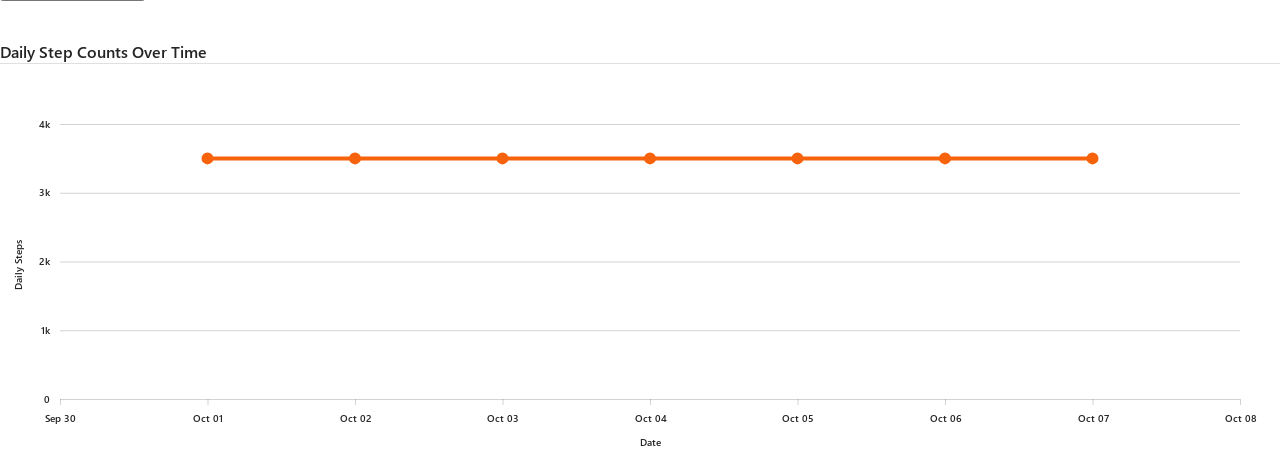 Daily Step Counts Over Time
4k
3k
2k
1k
0
Daily Steps
Sep 30 Oct 01 Oct 02 Oct 03 Oct 04 Oct 05 Oct 06 Oct 07 Oct 08
Date